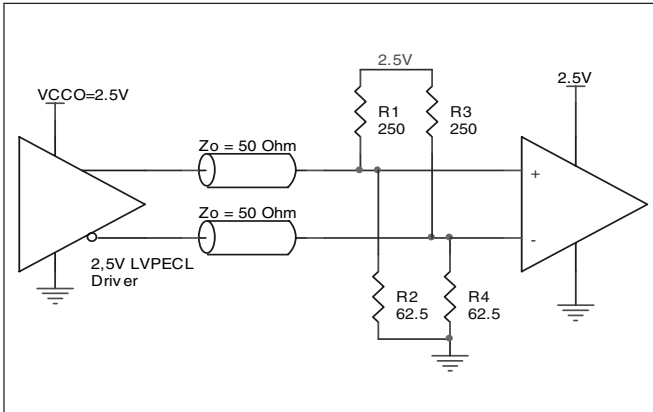 2.5V
2.5V
VCCO=2.5V
R1
250
R3
250
Zo = 50 Ohm
+
Zo = 50 Ohm
-
2,5V LVPECL
Driver
R2
62.5
R4
62.5